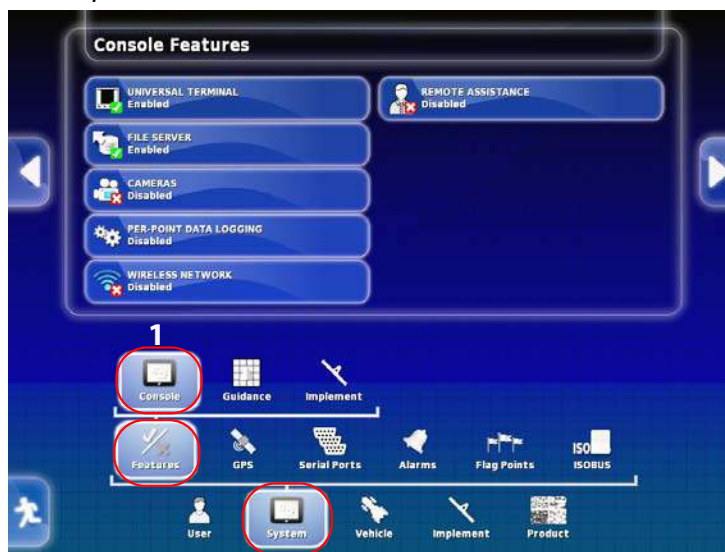 Console Features
UNIVERSAL TERMINAL
Enabled
REMOTE ASSISTANCE
Disabled
FILE SERVER
Enabled
CAMERAS
Disabled
PER-POINT DATA LOGGING
Disabled
WIRELESS NETWORK
Disabled
1
Console Guidance Implement
ISO
Features GPS Serial Ports Alarms Flag Points ISOBUS
User System Vehicle Implement Product